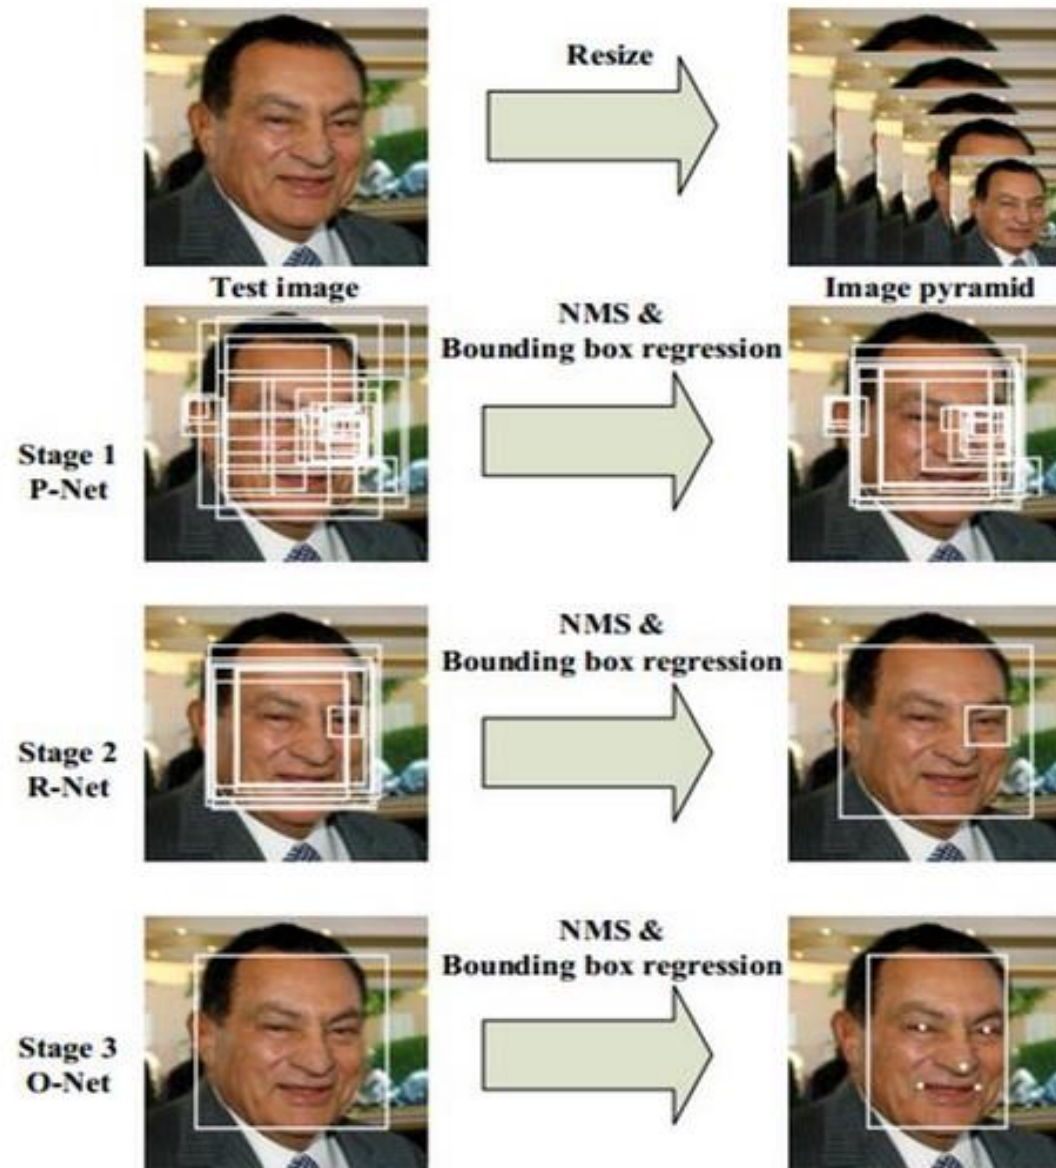 Resize
Test image
Image pyramid
NMS &
Bounding box regression
Stage 1
P-Net
NMS &
Bounding box regression
Stage 2
R-Net
NMS &
Bounding box regression
Stage 3
O-Net